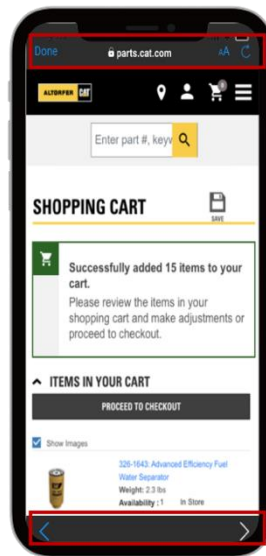 Done parts.cat.com AA
ALTORFER CAT
Enter part #, keyv
SHOPPING CART
SAVE
Successfully added 15 items to your
cart.
Please review the items in your
shopping cart and make adjustments or
proceed to checkout.
ITEMS IN YOUR CART
PROCEED TO CHECKOUT
Show Images
326-1643: Advanced Efficiency Fuel
Water Separator
Weight: 2.3 lbs
Availability : 1 In Store